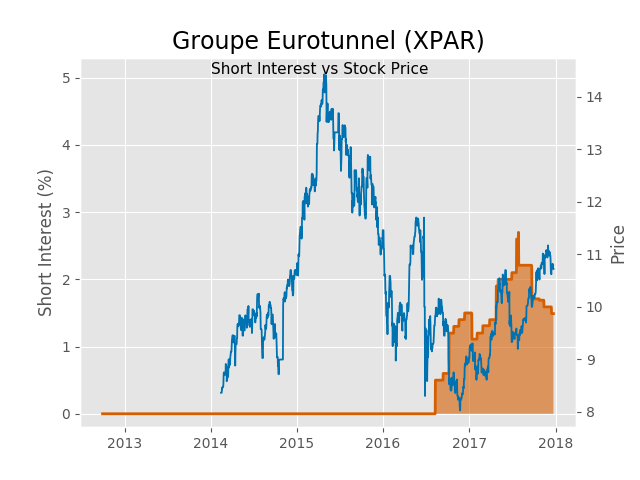 Groupe Eurotunnel (XPAR)
Short Interest vs Stock Price
Short Interest (%)
5
4
3
2
1
0
14
13
12
11
10
9
8
Price
2013 2014 2015 2016 2017 2018